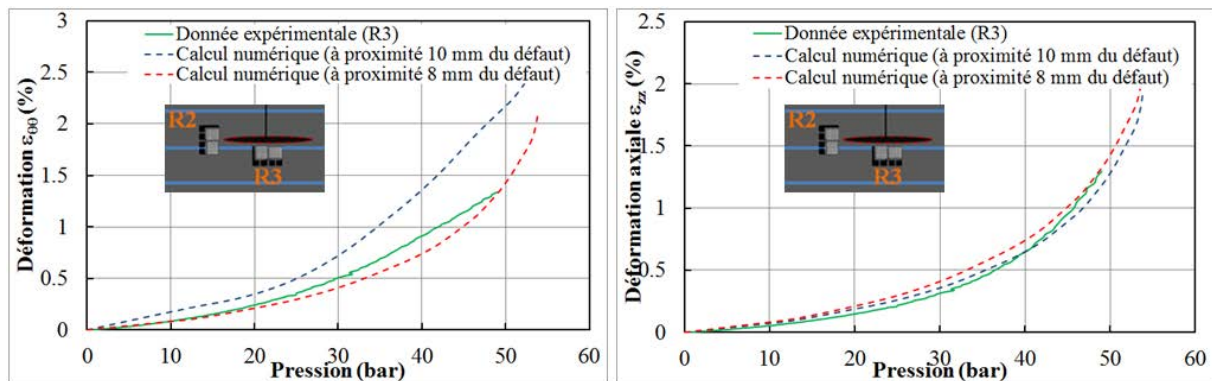 3
2.5
2
1.5
1
0.5
0
Déformation εθθ (%)
Donnée expérimentale (R3)
Calcul numérique (à proximité 10 mm du défaut)
Calcul numérique (à proximité 8 mm du défaut)
R2
R3
0 10 20 30 40 50 60
Pression (bar)
2.5
2
1.5
1
0.5
0
Déformation axiale εzz (%)
Donnée expérimentale (R3)
Calcul numérique (à proximité 10 mm du défaut)
Calcul numérique (à proximité 8 mm du défaut)
R2
R3
0 10 20 30 40 50 60
Pression (bar)